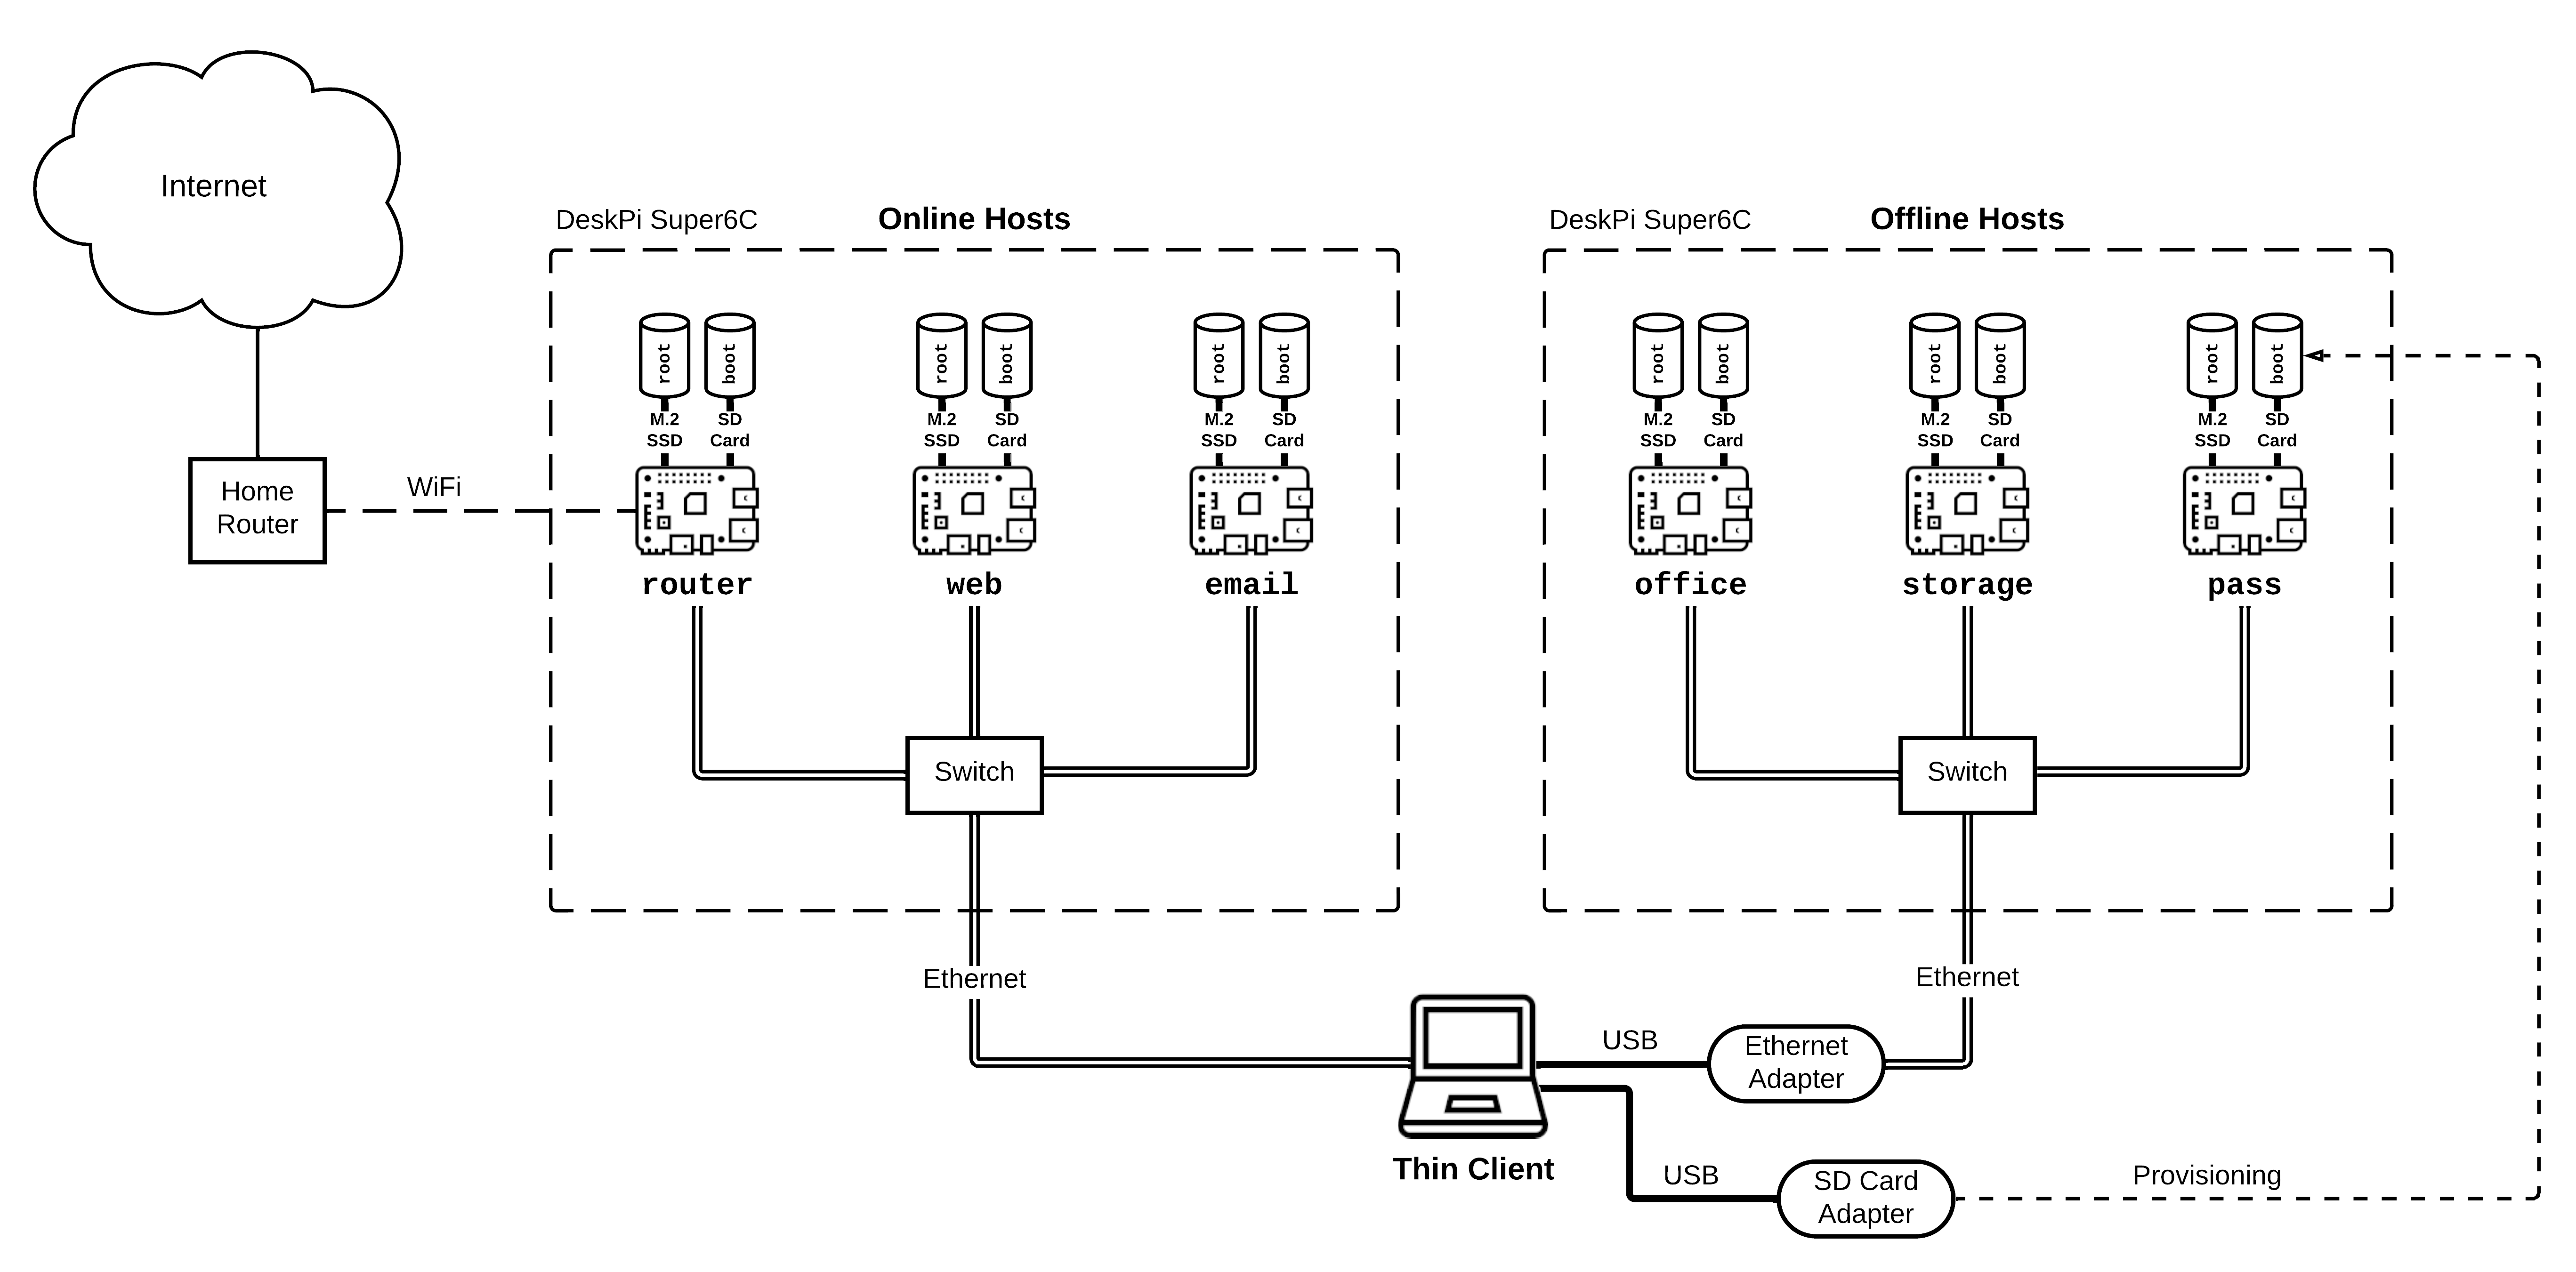 Internet
Home
Router
WiFi
DeskPi Super6C
Online Hosts
root
boot
root
boot
root
boot
M.2
SSD
SD
Card
M.2
SSD
SD
Card
M.2
SSD
SD
Card
router
web
email
Switch
Ethernet
DeskPi Super6C
Offline Hosts
root
boot
root
boot
root
boot
M.2
SSD
SD
Card
M.2
SSD
SD
Card
M.2
SSD
SD
Card
office
storage
pass
Switch
Ethernet
Thin Client
USB
Ethernet
Adapter
USB
SD Card
Adapter
Provisioning